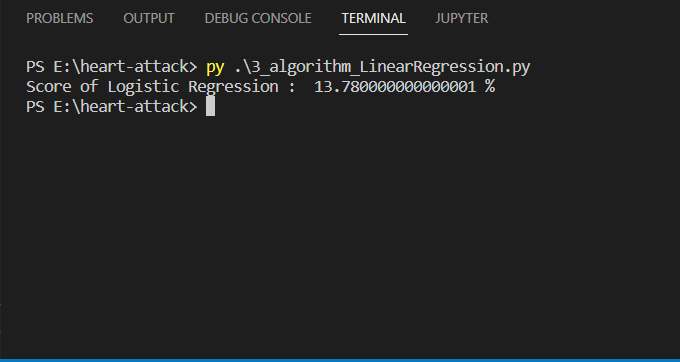 PROBLEMS OUTPUT DEBUG CONSOLE TERMINAL JUPYTER
PS E:\heart-attack> py .\3_algorithm_LinearRegression.py
Score of Logistic Regression :  13.780000000000001 %
PS E:\heart-attack>